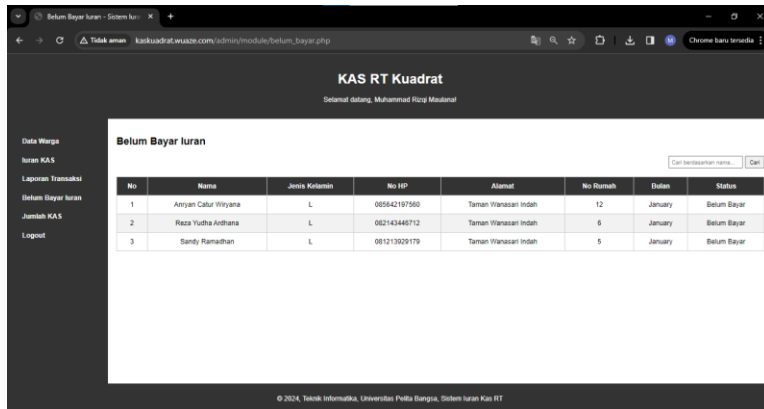 Belum Bayar Iuran - Sistem Iura
Tidak aman kaskuadrat.wuaze.com/admin/module/belum_bayar.php
M
Chrome baru tersedia
KAS RT Kuadrat
Selamat datang, Muhammad Rizqi Maulana!
Data Warga
Iuran KAS
Laporan Transaksi
Belum Bayar Iuran
Jumlah KAS
Logout
Belum Bayar Iuran
Cari berdasarkan nama... Cari
No Nama Jenis Kelamin No HP Alamat No Rumah Bulan Status
1 Anryan Catur Wiryana L 085642197560 Taman Wanasari Indah 12 January Belum Bayar
2 Reza Yudha Ardhana L 082143446712 Taman Wanasari Indah 6 January Belum Bayar
3 Sandy Ramadhan L 081213929179 Taman Wanasari Indah 5 January Belum Bayar
© 2024, Teknik Informatika, Universitas Pelita Bangsa, Sistem Iuran Kas RT